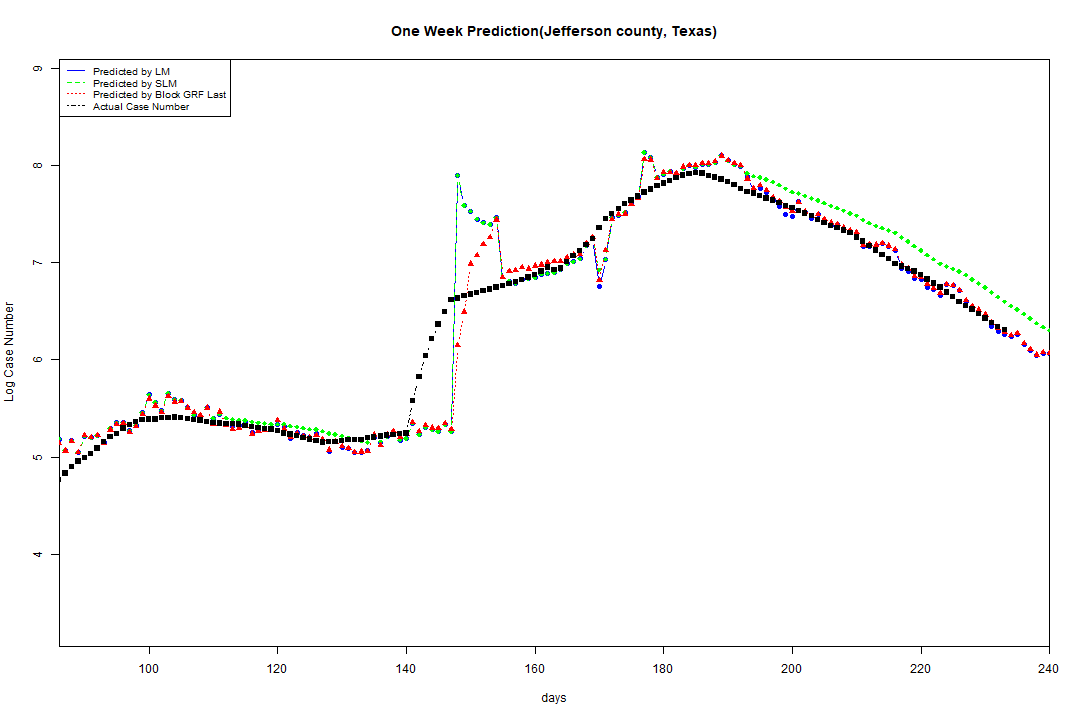 One Week Prediction(Jefferson county, Texas)
Predicted by LM
Predicted by SLM
Predicted by Block GRF Last
Actual Case Number
9
8
7
6
5
4
Log Case Number
100 120 140 160 180 200 220 240
days